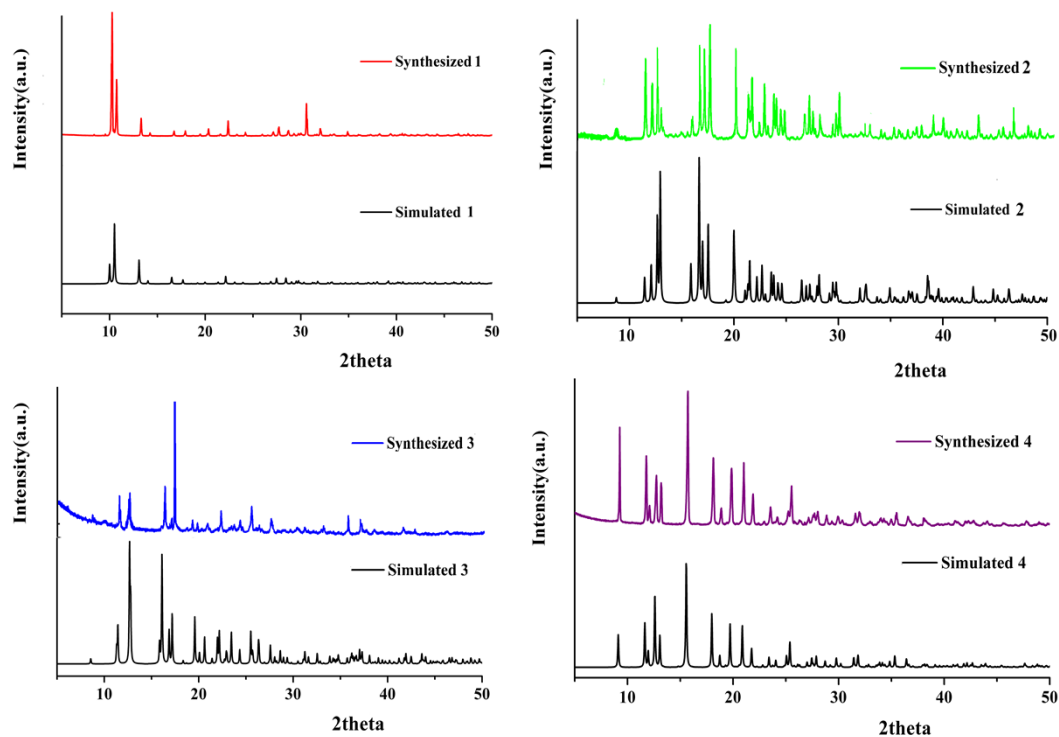 Intensity(a.u.)
Synthesized 1
Simulated 1
10 20 30 40 50
2theta
Intensity(a.u.)
Synthesized 2
Simulated 2
10 20 30 40 50
2theta
Intensity(a.u.)
Synthesized 3
Simulated 3
10 20 30 40 50
2theta
Intensity(a.u.)
Synthesized 4
Simulated 4
10 20 30 40 50
2theta